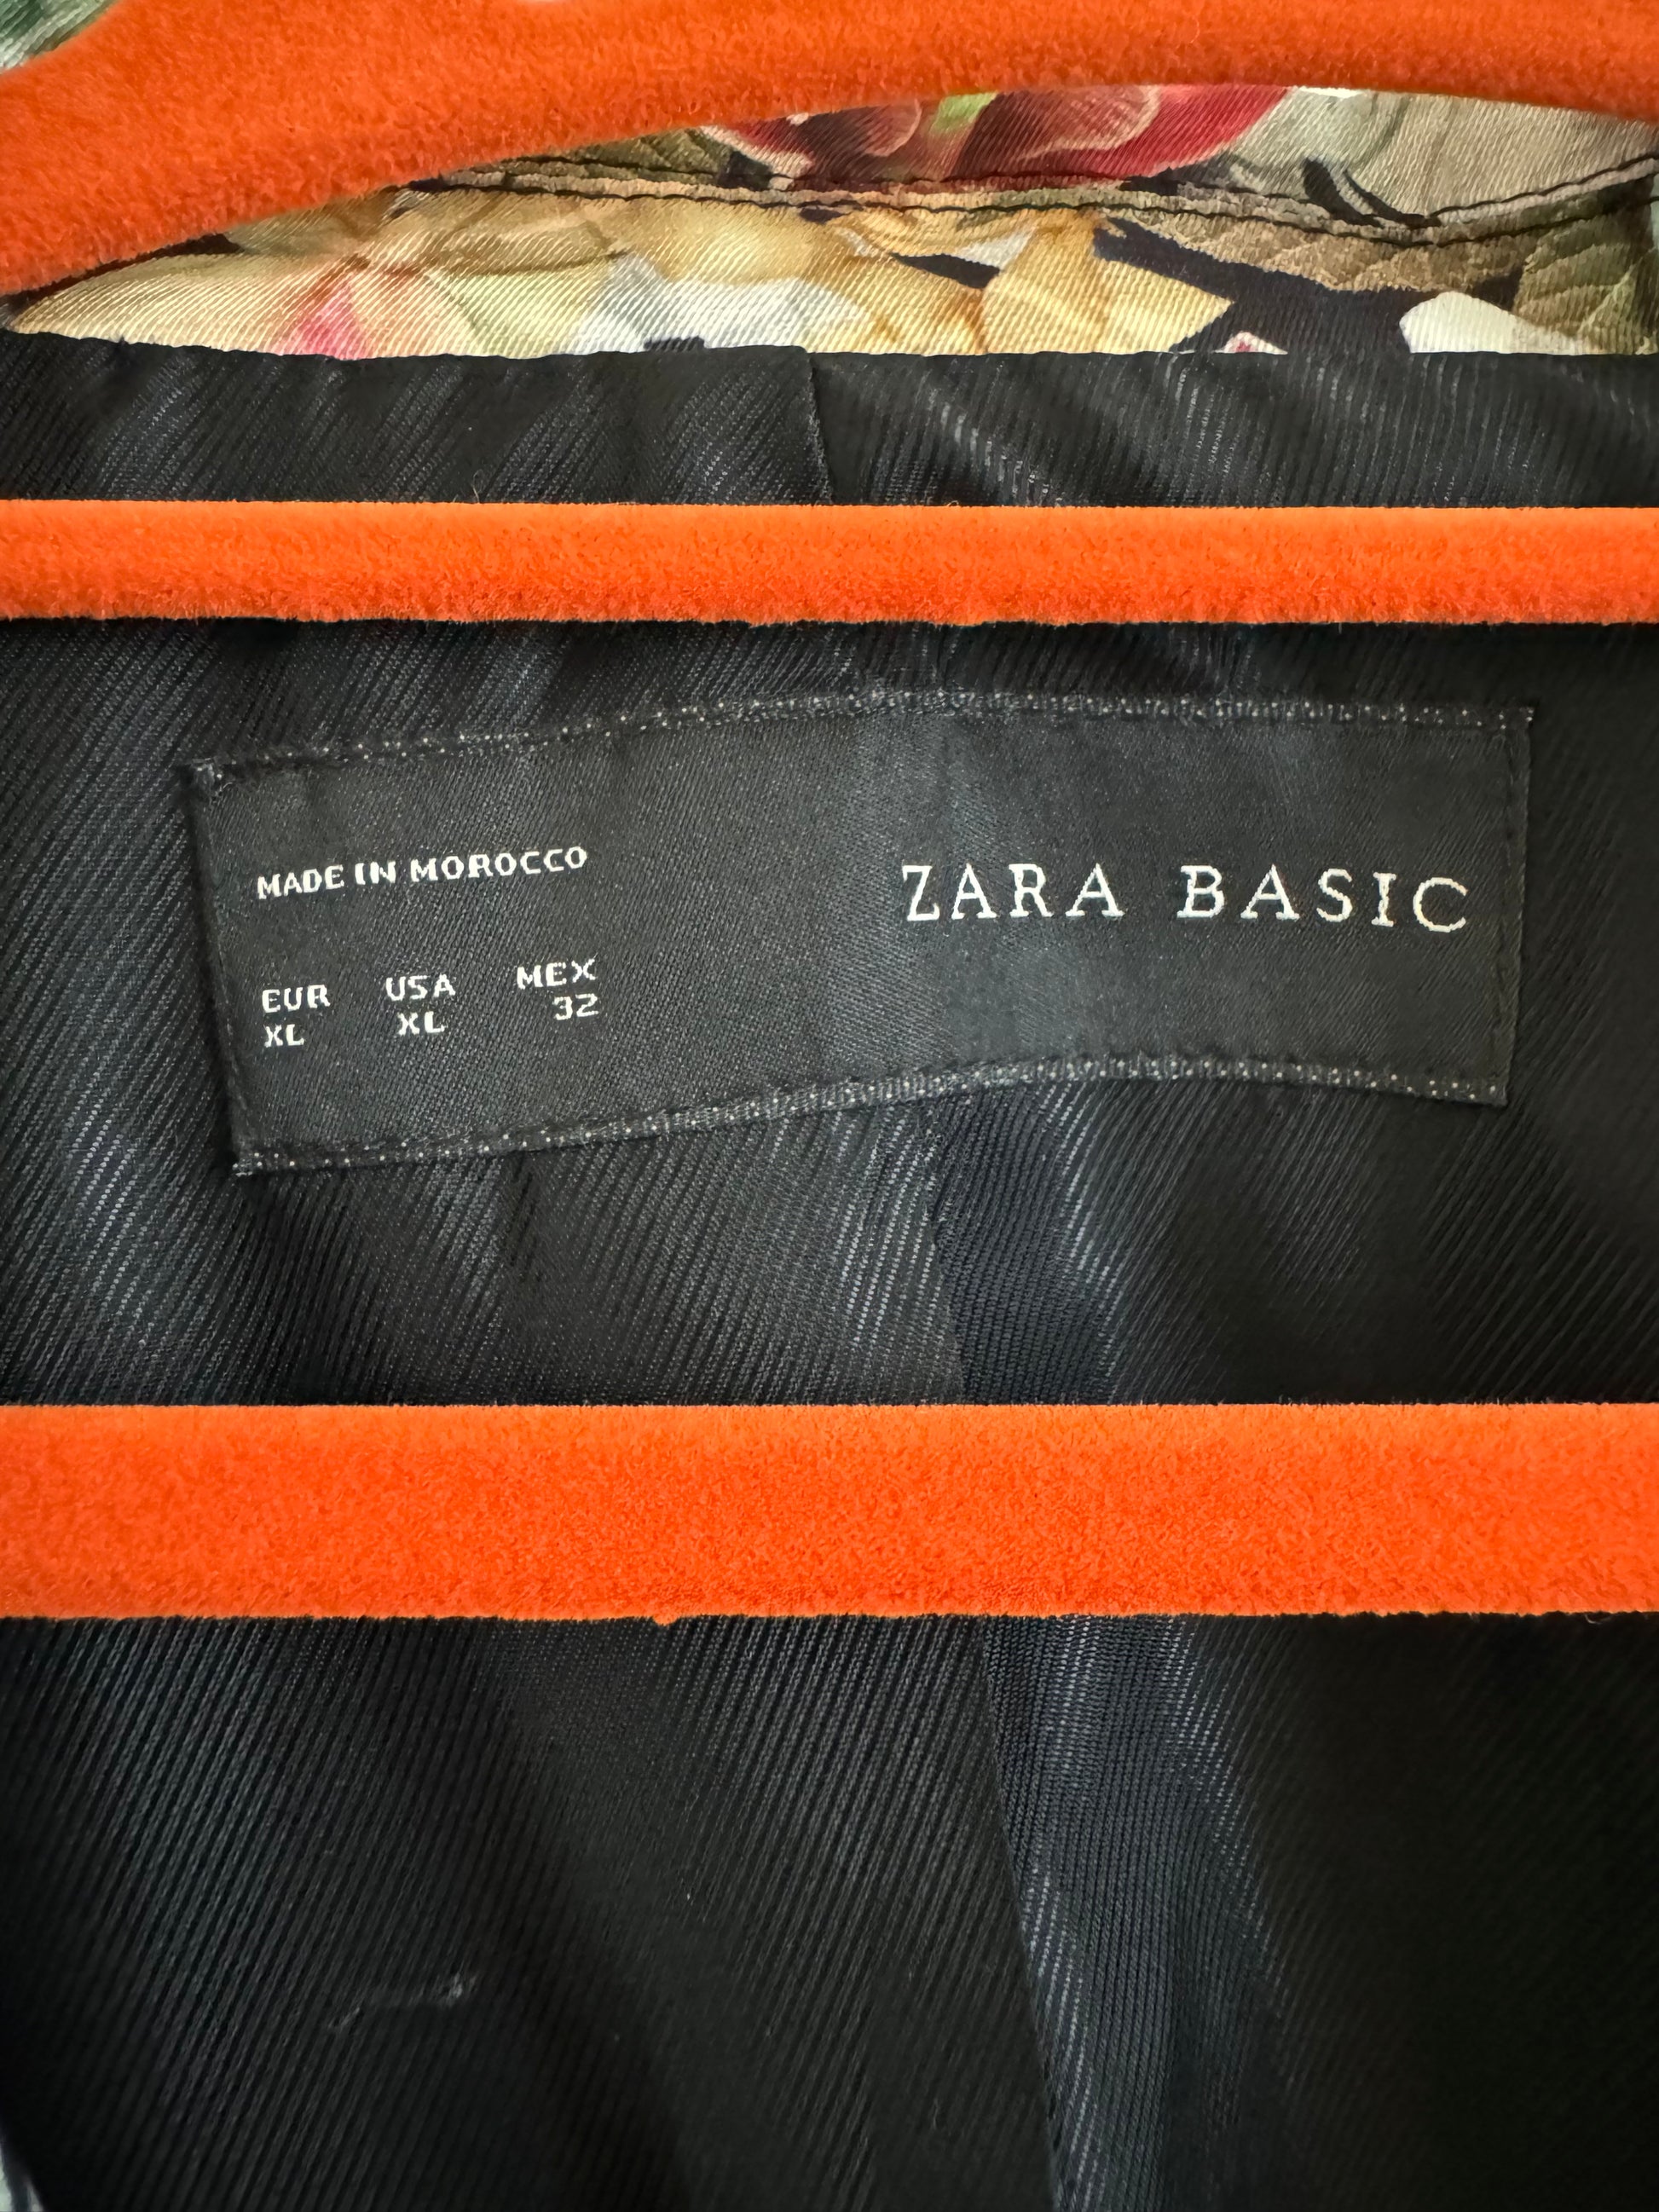 MADE IN MOROCCO
ZARA BASIC
EUR USA MEX
XL XL 32